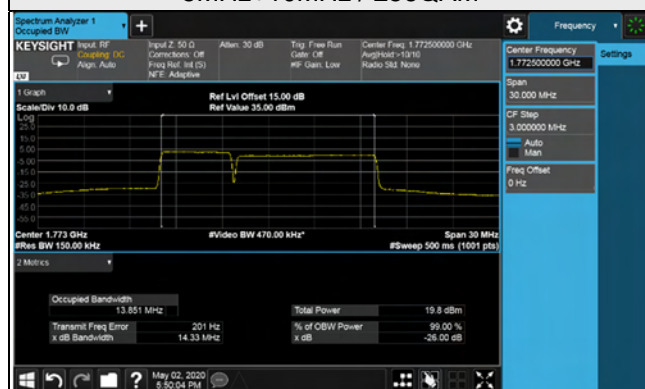 Spectrum Analyzer 1
Occupied BW
Frequency
KEYSIGHT Input: RF
Coupling: DC
Align: Auto
Input Z: 50 Ω
Corrections: Off
Freq Ref: Int (S)
NFE: Adaptive
Atten: 30 dB
Trig: Free Run
Gate: Off
#IF Gain: Low
Center Freq: 1.772500000 GHz
Avg|Hold:>10/10
Radio Std: None
LV
Center Frequency
1.772500000 GHz
Settings
Span
30.000 MHz
CF Step
3.000000 MHz
Auto
Man
Freq Offset
0 Hz
1 Graph
Scale/Div 10.0 dB
Ref Lvl Offset 15.00 dB
Ref Value 35.00 dBm
Log
25.0
15.0
5.00
-5.00
-15.0
-25.0
-35.0
-45.0
-55.0
Center 1.773 GHz
#Res BW 150.00 kHz
#Video BW 470.00 kHz*
Span 30 MHz
#Sweep 500 ms (1001 pts)
2 Metrics
Occupied Bandwidth
13.851 MHz
Total Power 19.8 dBm
Transmit Freq Error 201 Hz
% of OBW Power 99.00 %
x dB Bandwidth 14.33 MHz
x dB -26.00 dB
May 02, 2020
5:50:04 PM